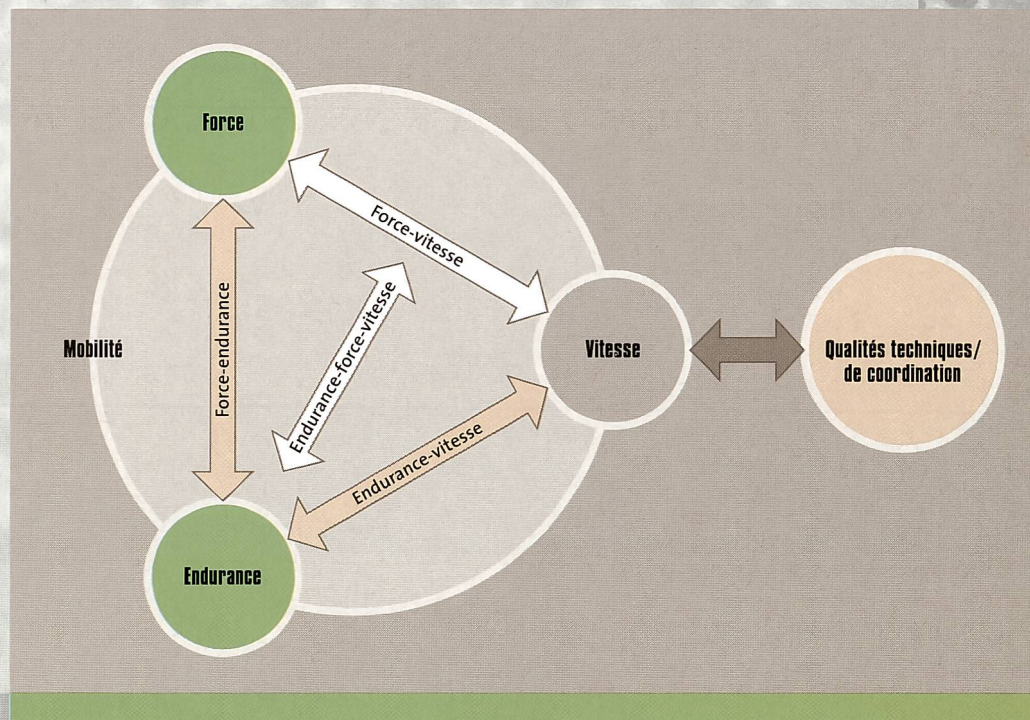 Force
Force-vitesse
Endurance-force-vitesse
Force-endurance
Mobilité
Vitesse
Qualités techniques/
de coordination
Endurance-vitesse
Endurance